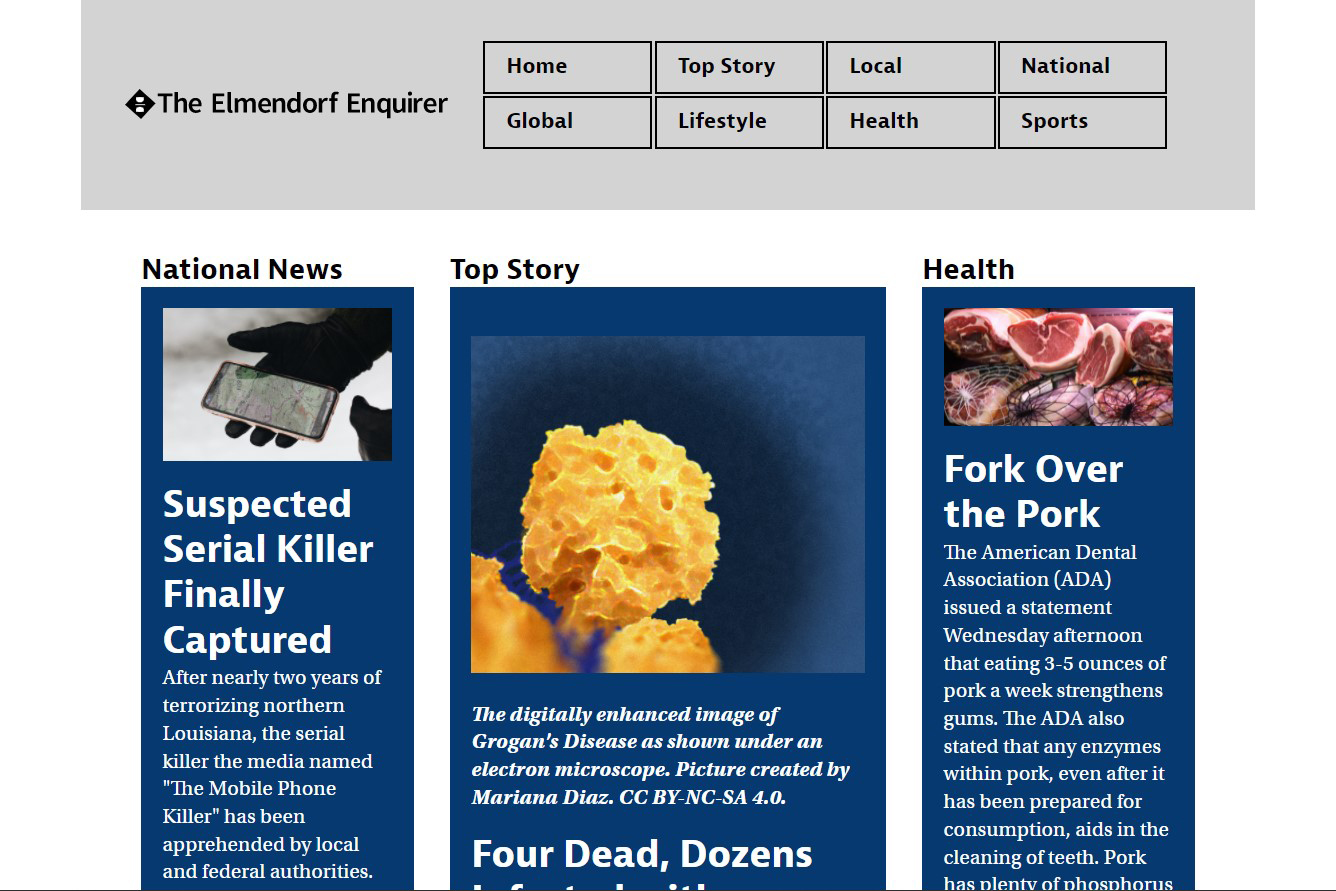 The Elmendorf Enquirer
Home
Top Story
Local
National
Global
Lifestyle
Health
Sports
National News
Suspected
Serial Killer
Finally
Captured
After nearly two years of
terrorizing northern
Louisiana, the serial
killer the media named
"The Mobile Phone
Killer" has been
apprehended by local
and federal authorities.
Top Story
The digitally enhanced image of
Grogan's Disease as shown under an
electron microscope. Picture created by
Mariana Diaz. CC BY-NC-SA 4.0.
Four Dead, Dozens
Health
Fork Over
the Pork
The American Dental
Association (ADA)
issued a statement
Wednesday afternoon
that eating 3-5 ounces of
pork a week strengthens
gums. The ADA also
stated that any enzymes
within pork, even after it
has been prepared for
consumption, aids in the
cleaning of teeth. Pork
has plenty of phosphorus